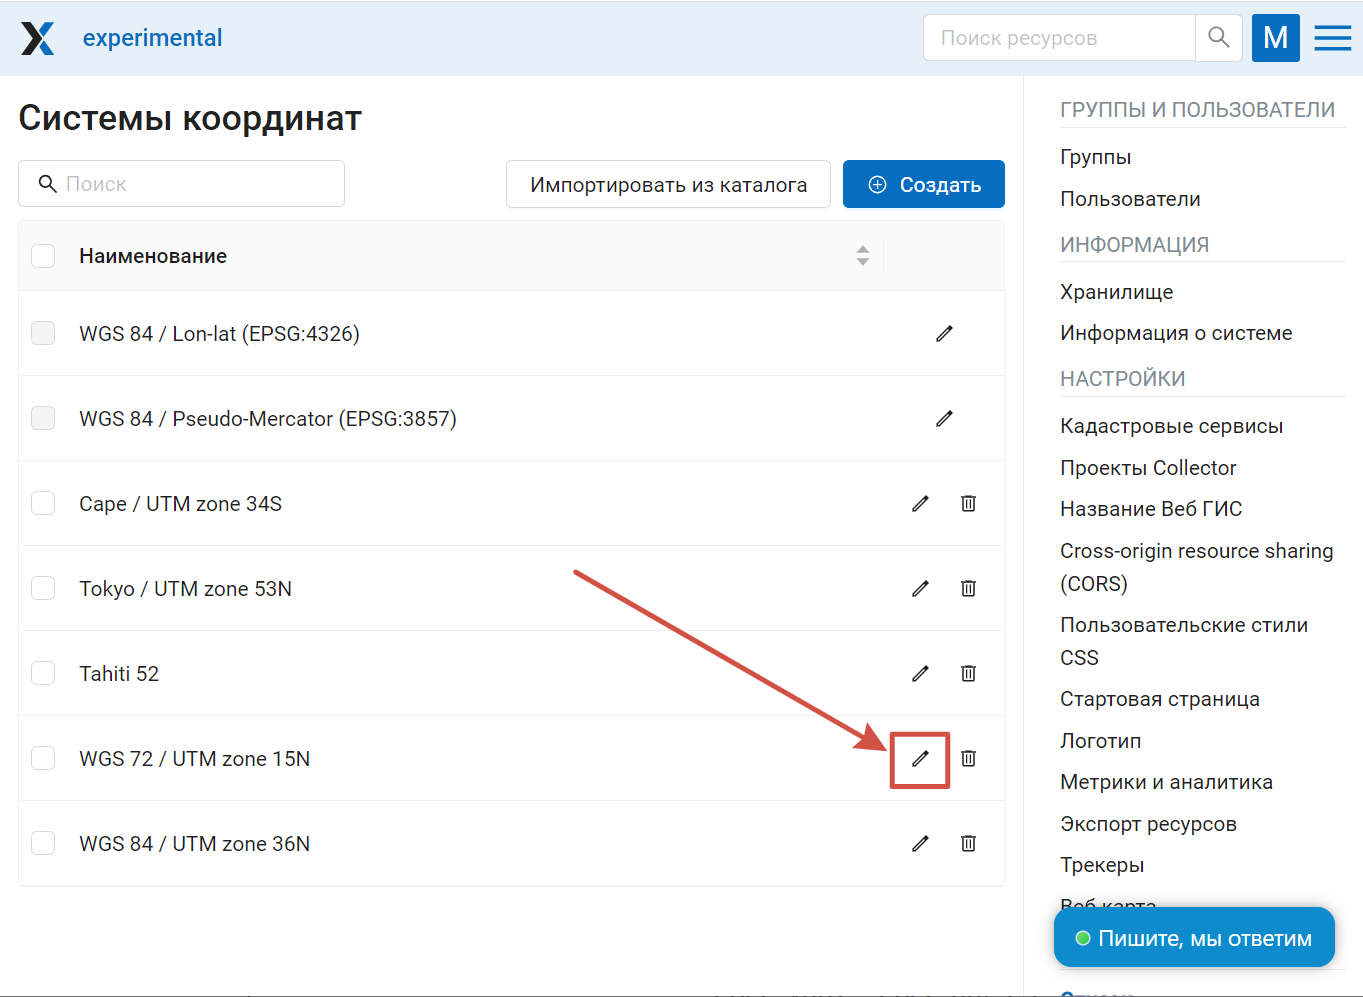 experimental
Поиск ресурсов
M
Системы координат
Поиск
Импортировать из каталога
Создать
Наименование
WGS 84 / Lon-lat (EPSG:4326)
WGS 84 / Pseudo-Mercator (EPSG:3857)
Cape / UTM zone 34S
Tokyo / UTM zone 53N
Tahiti 52
WGS 72 / UTM zone 15N
WGS 84 / UTM zone 36N
ГРУППЫ И ПОЛЬЗОВАТЕЛИ
Группы
Пользователи
ИНФОРМАЦИЯ
Хранилище
Информация о системе
НАСТРОЙКИ
Кадастровые сервисы
Проекты Collector
Название Веб ГИС
Cross-origin resource sharing
(CORS)
Пользовательские стили
CSS
Стартовая страница
Логотип
Метрики и аналитика
Экспорт ресурсов
Трекеры
Веб карта
Пишите, мы ответим